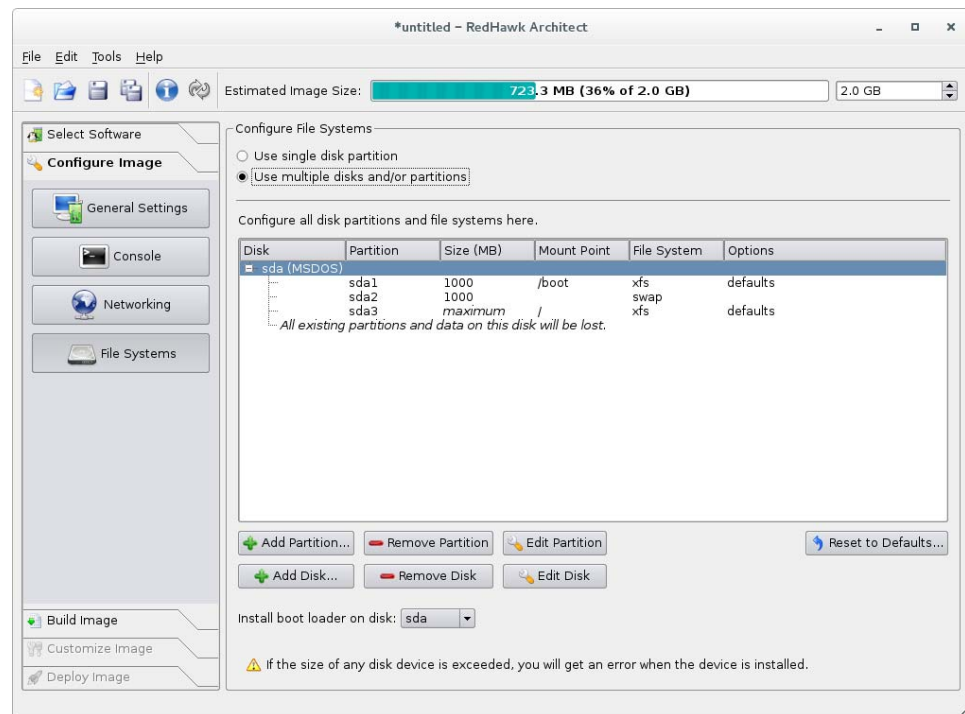 *untitled – RedHawk Architect
File Edit Tools Help
Estimated Image Size: 723.3 MB (36% of 2.0 GB) 2.0 GB
Select Software
Configure Image
General Settings
Console
Networking
File Systems
Build Image
Customize Image
Deploy Image
Configure File Systems
Use single disk partition
Use multiple disks and/or partitions
Configure all disk partitions and file systems here.
Disk Partition Size (MB) Mount Point File System Options
sda (MSDOS)
sda1 1000 /boot xfs defaults
sda2 1000 swap
sda3 maximum / xfs defaults
All existing partitions and data on this disk will be lost.
Add Partition... Remove Partition Edit Partition Reset to Defaults...
Add Disk... Remove Disk Edit Disk
Install boot loader on disk: sda
If the size of any disk device is exceeded, you will get an error when the device is installed.